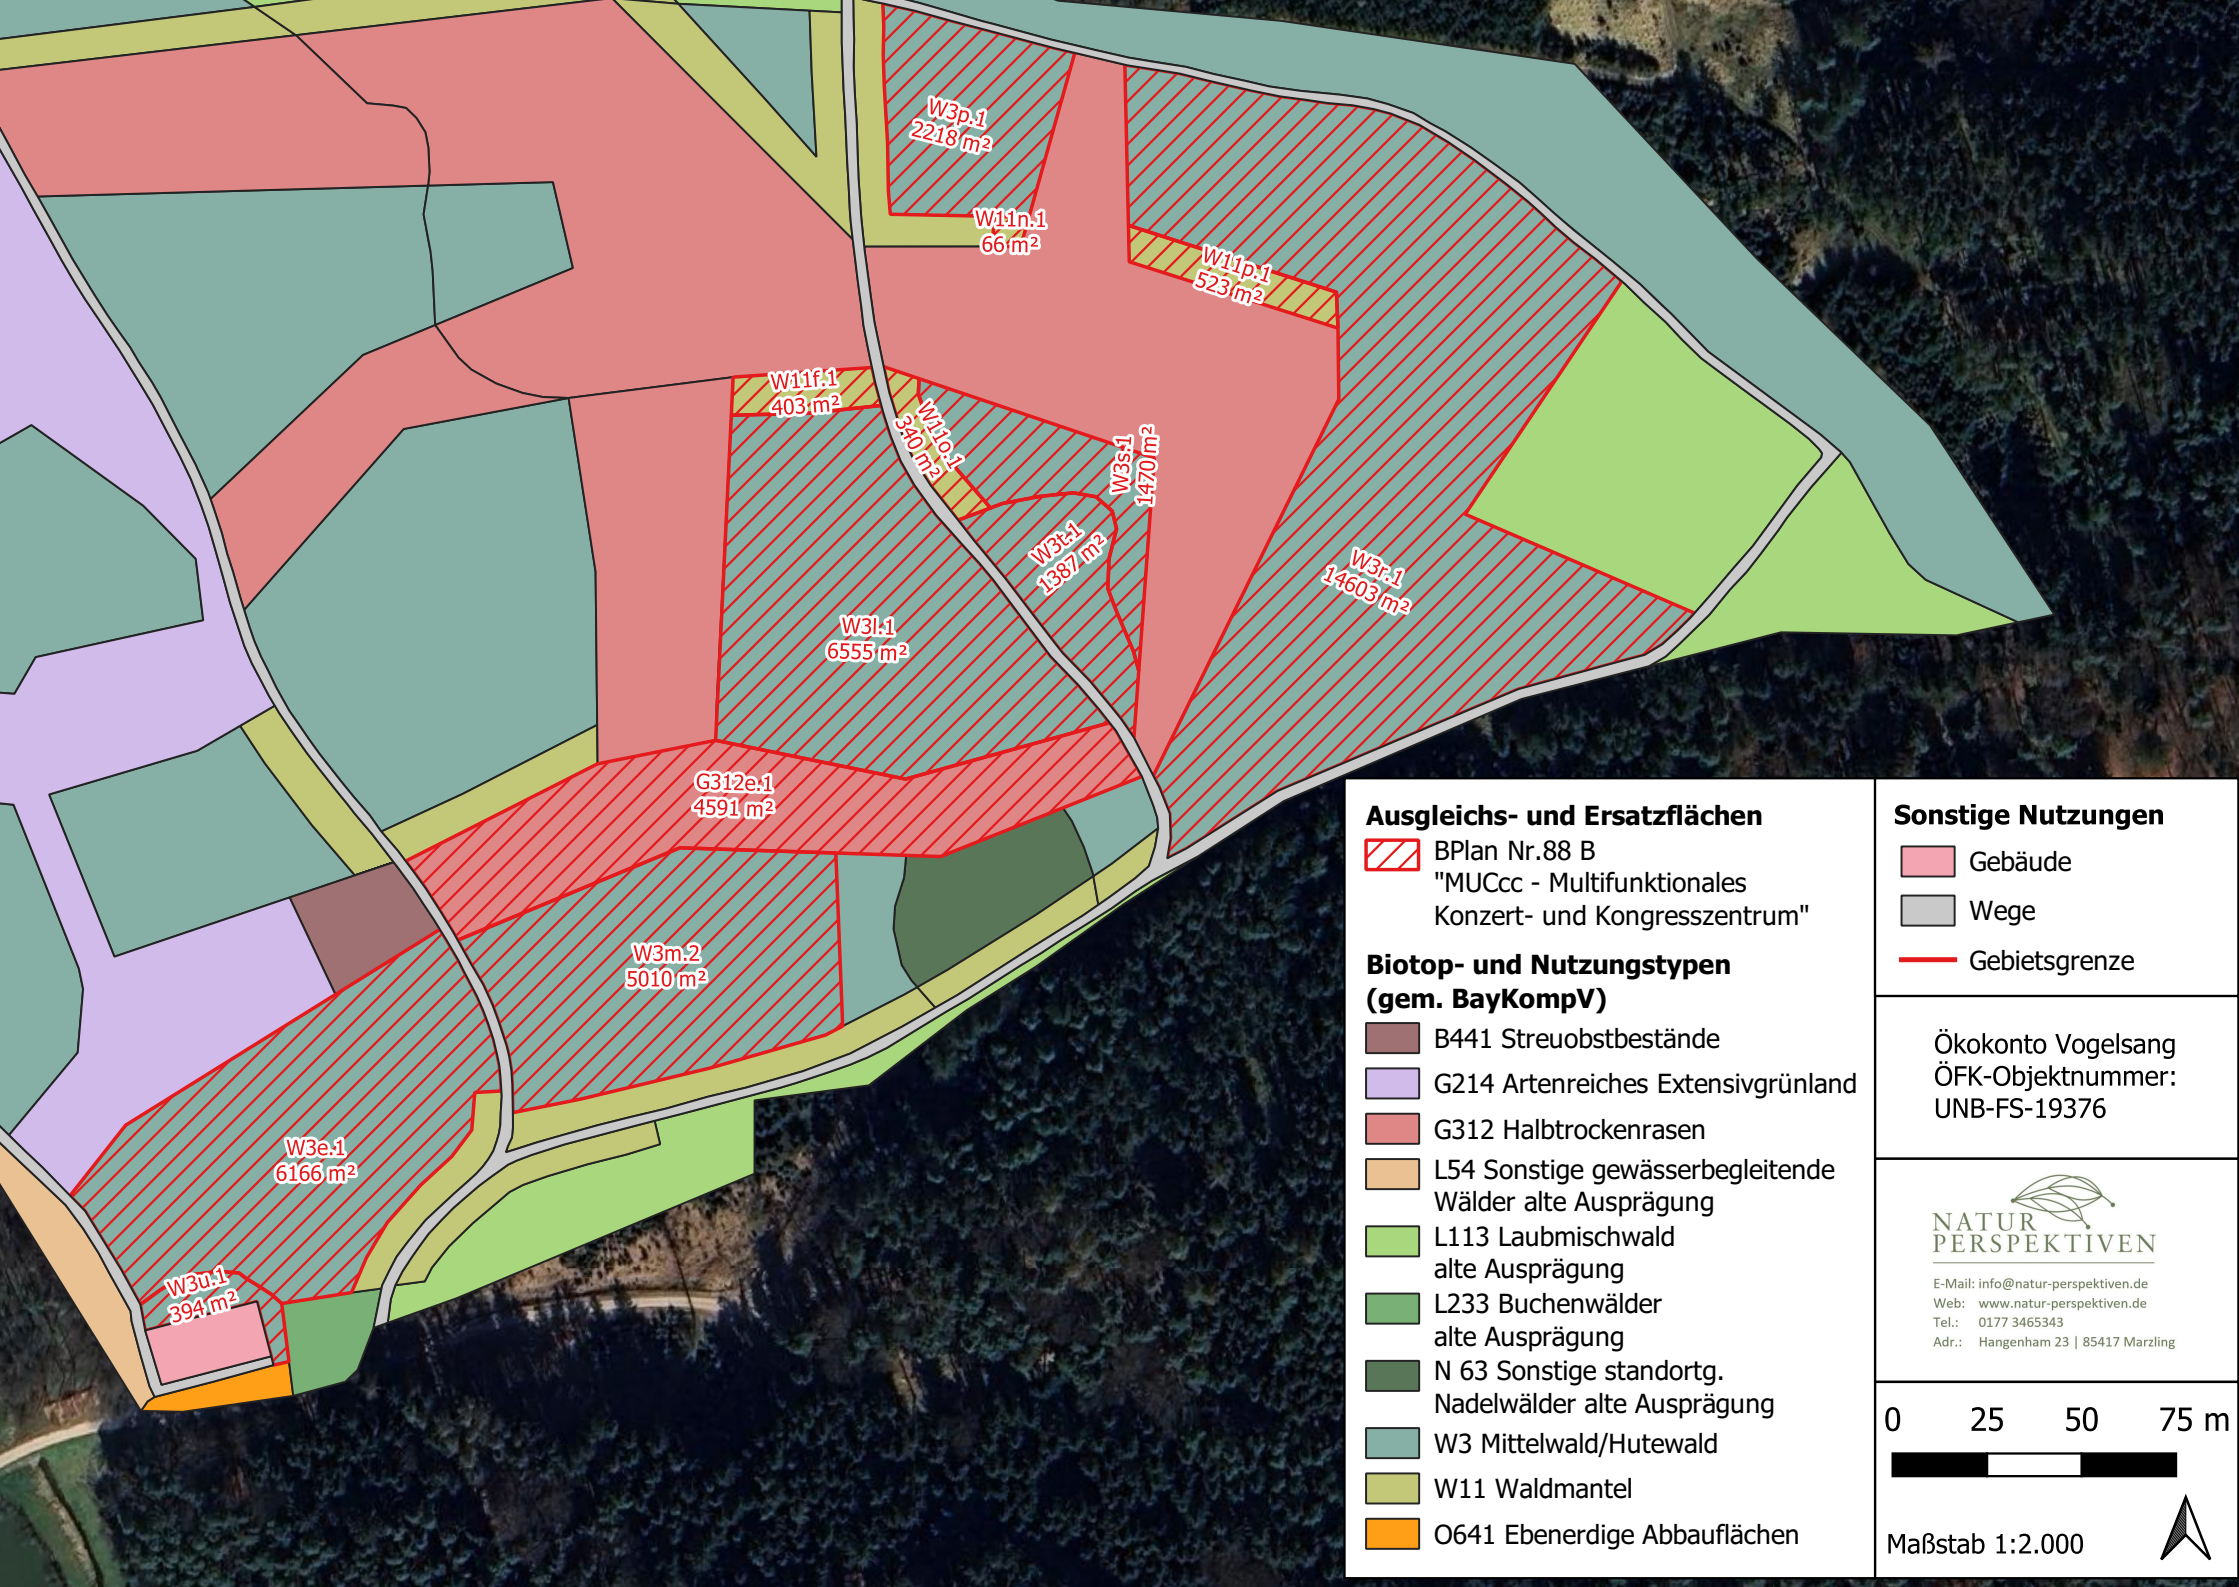 W3p.1
2218 m²
W11n.1
66 m²
W11p.1
523 m²
W11f.1
403 m²
W11o.1
340 m²
W3s.1
1470 m²
W3t.1
1387 m²
W3r.1
14603 m²
W3l.1
6555 m²
G312e.1
4591 m²
W3m.2
5010 m²
W3e.1
6166 m²
W3u.1
394 m²
Ausgleichs- und Ersatzflächen
BPlan Nr.88 B
"MUCcc - Multifunktionales
Konzert- und Kongresszentrum"
Biotop- und Nutzungstypen
(gem. BayKompV)
B441 Streuobstbestände
G214 Artenreiches Extensivgrünland
G312 Halbtrockenrasen
L54 Sonstige gewässerbegleitende
Wälder alte Ausprägung
L113 Laubmischwald
alte Ausprägung
L233 Buchenwälder
alte Ausprägung
N 63 Sonstige standortg.
Nadelwälder alte Ausprägung
W3 Mittelwald/Hutewald
W11 Waldmantel
O641 Ebenerdige Abbauflächen
Sonstige Nutzungen
Gebäude
Wege
Gebietsgrenze
Ökokonto Vogelsang
ÖFK-Objektnummer:
UNB-FS-19376
NATUR
PERSPEKTIVEN
E-Mail: info@natur-perspektiven.de
Web: www.natur-perspektiven.de
Tel.: 0177 3465343
Adr.: Hangenham 23 | 85417 Marzling
0 25 50 75 m
Maßstab 1:2.000